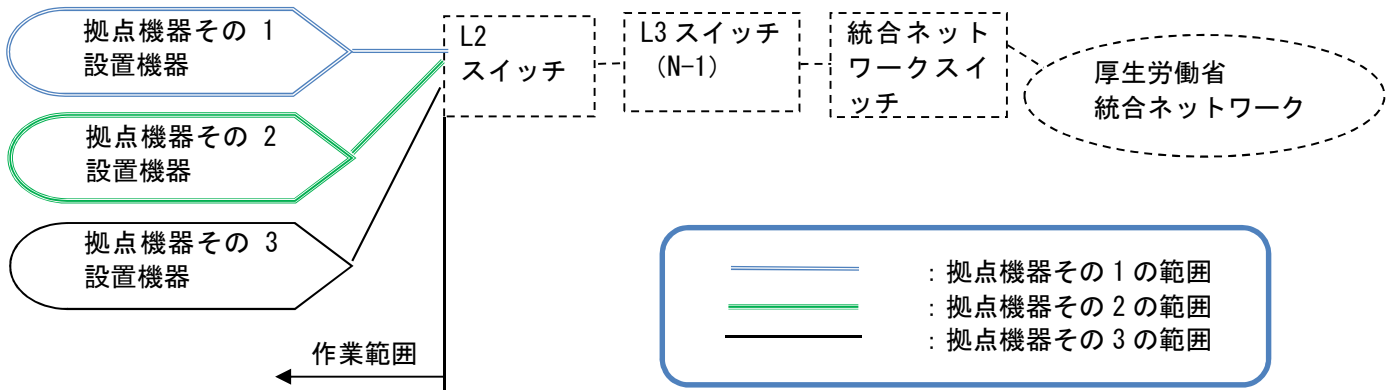 拠点機器その 1
設置機器
拠点機器その 2
設置機器
拠点機器その 3
設置機器
L2
スイッチ
L3 スイッチ
（N−1）
統合ネット
ワークスイ
ッチ
厚生労働省
統合ネットワーク
：拠点機器その１の範囲
：拠点機器その２の範囲
：拠点機器その３の範囲
作業範囲